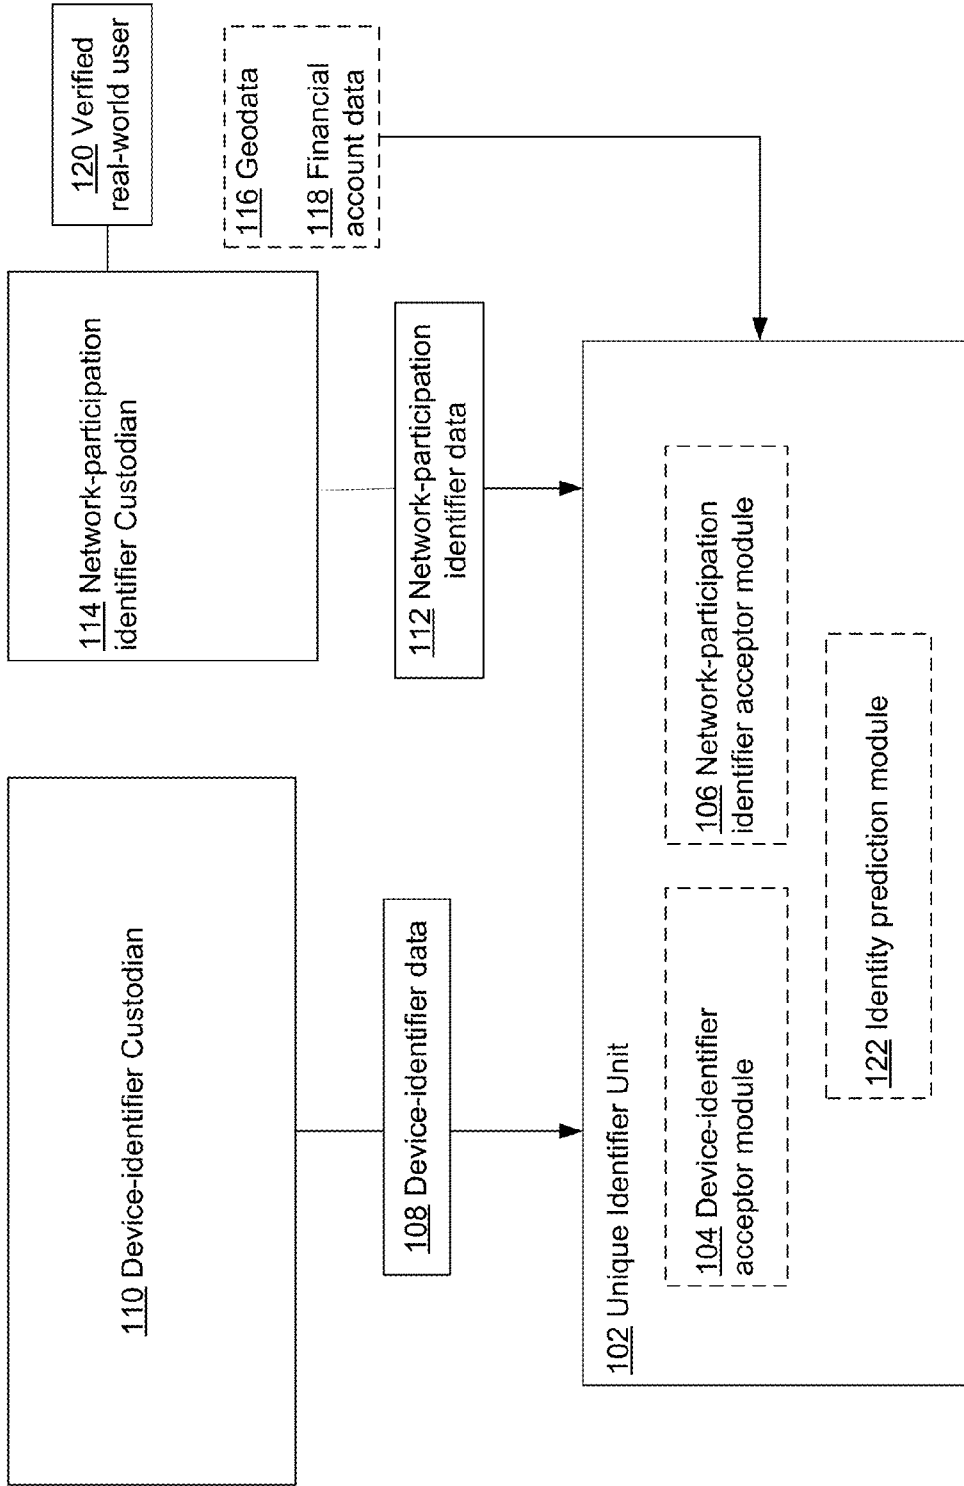 110 Device-identifier Custodian
114 Network-participation
identifier Custodian
120 Verified
real-world user
108 Device-identifier data
112 Network-participation
identifier data
116 Geodata
118 Financial
account data
102 Unique Identifier Unit
104 Device-identifier
acceptor module
106 Network-participation
identifier acceptor module
122 Identity prediction module